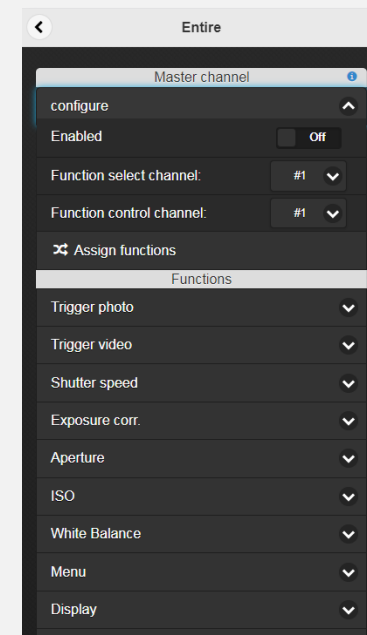 Entire
Master channel
configure
Enabled Off
Function select channel: #1
Function control channel: #1
Assign functions
Functions
Trigger photo
Trigger video
Shutter speed
Exposure corr.
Aperture
ISO
White Balance
Menu
Display